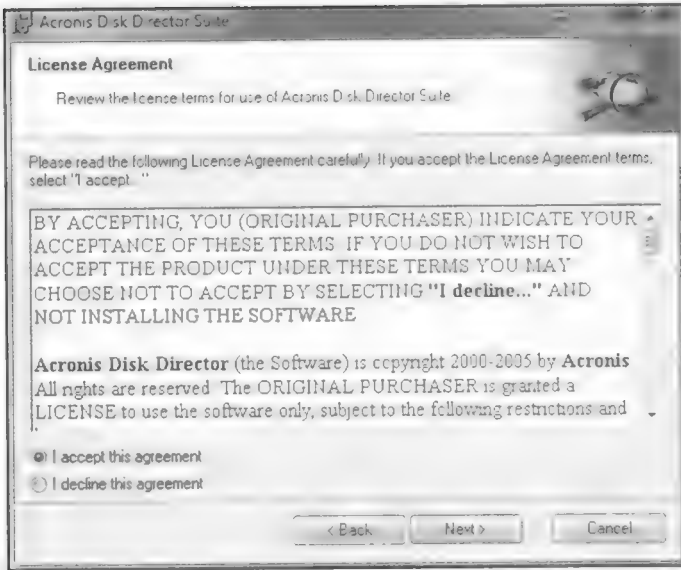 Acronis Disk Director Suite
License Agreement
Review the license terms for use of Acronis Disk Director Suite
Please read the following License Agreement carefully. If you accept the License Agreement terms,
select "I accept..."
BY ACCEPTING, YOU (ORIGINAL PURCHASER) INDICATE YOUR
ACCEPTANCE OF THESE TERMS. IF YOU DO NOT WISH TO
ACCEPT THE PRODUCT UNDER THESE TERMS YOU MAY
CHOOSE NOT TO ACCEPT BY SELECTING "I decline..." AND
NOT INSTALLING THE SOFTWARE
Acronis Disk Director (the Software) is copyright 2000-2005 by Acronis
All rights are reserved. The ORIGINAL PURCHASER is granted a
LICENSE to use the software only, subject to the following restrictions and
I accept this agreement
I decline this agreement
< Back
Next >
Cancel